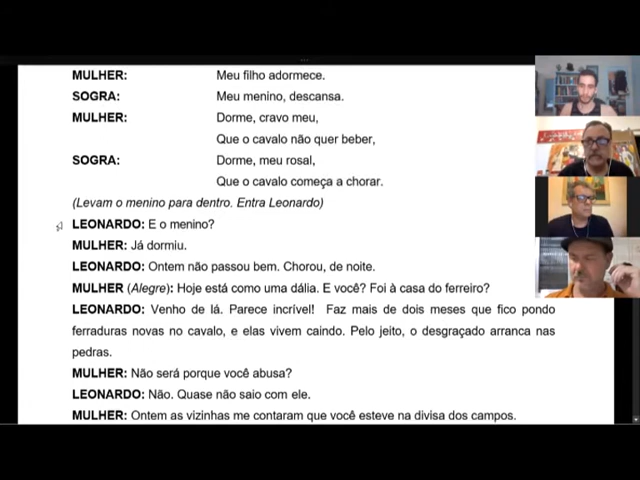 MULHER: Meu filho adormece.
SOGRA: Meu menino, descansa.
MULHER: Dorme, cravo meu,
Que o cavalo não quer beber,
SOGRA: Dorme, meu rosal,
Que o cavalo começa a chorar.
(Levam o menino para dentro. Entra Leonardo)
LEONARDO: E o menino?
MULHER: Já dormiu.
LEONARDO: Ontem não passou bem. Chorou, de noite.
MULHER (Alegre): Hoje está como uma dália. E você? Foi à casa do ferreiro?
LEONARDO: Venho de lá. Parece incrível! Faz mais de dois meses que fico pondo
ferraduras novas no cavalo, e elas vivem caindo. Pelo jeito, o desgraçado arranca nas
pedras.
MULHER: Não será porque você abusa?
LEONARDO: Não. Quase não saio com ele.
MULHER: Ontem as vizinhas me contaram que você esteve na divisa dos campos.